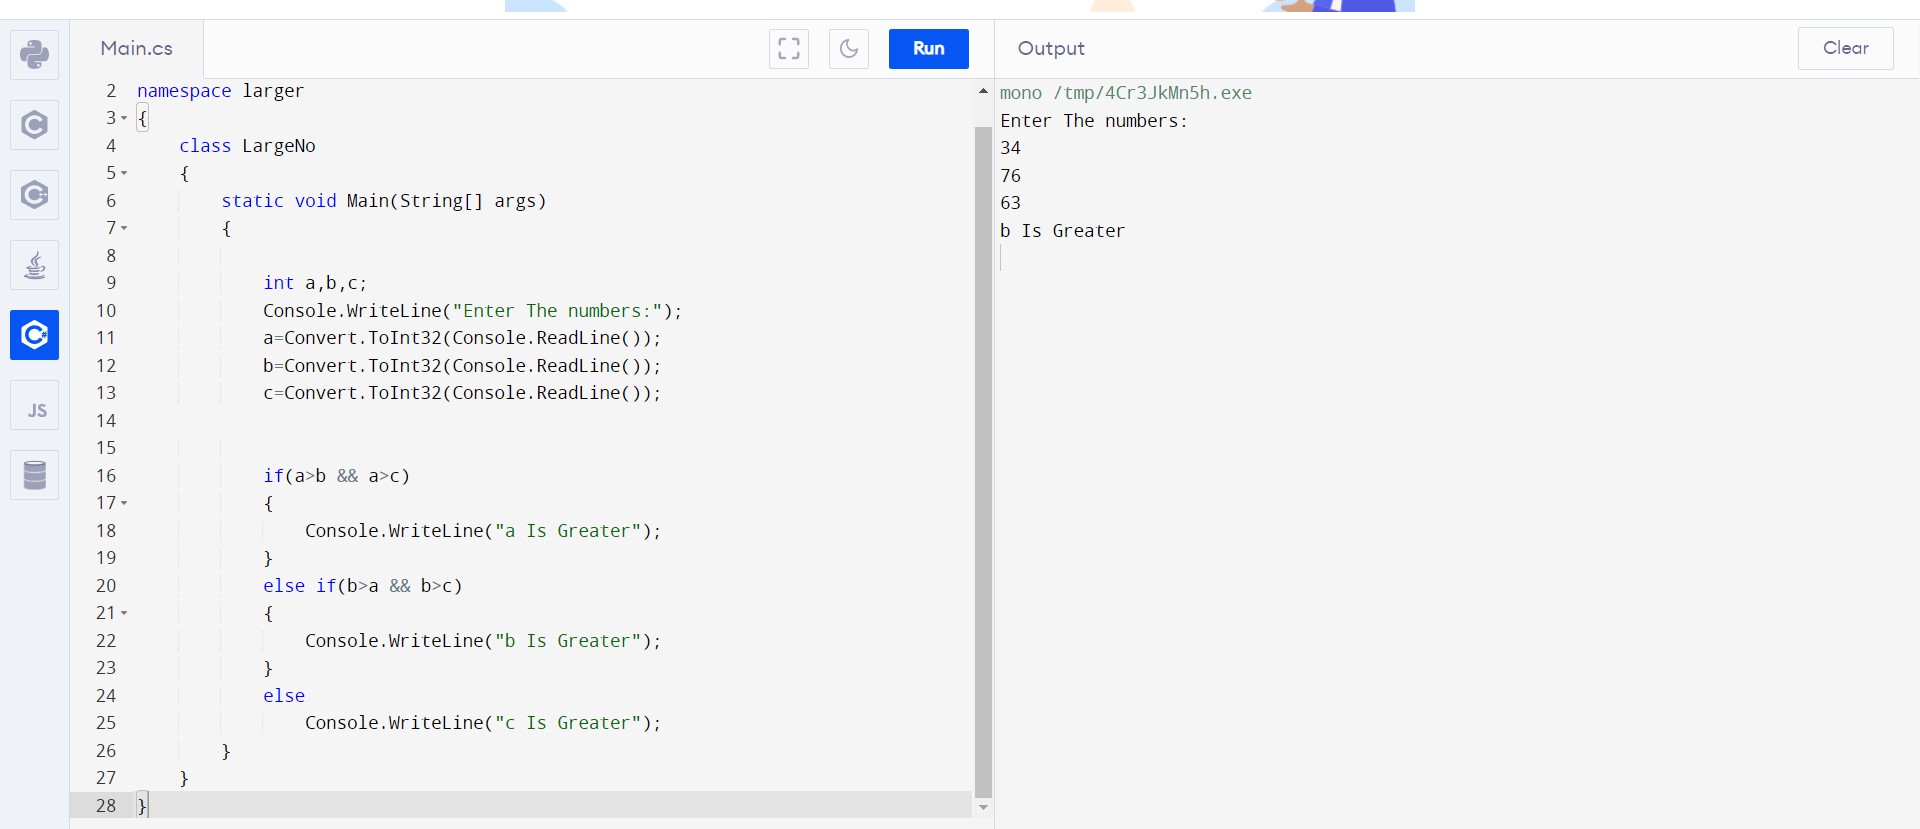 Main.cs
Run
Output
Clear
2 namespace larger
3 {
4 class LargeNo
5 {
6 static void Main(String[] args)
7 {
8
9 int a,b,c;
10 Console.WriteLine("Enter The numbers:");
11 a=Convert.ToInt32(Console.ReadLine());
12 b=Convert.ToInt32(Console.ReadLine());
13 c=Convert.ToInt32(Console.ReadLine());
14
15
16 if(a>b && a>c)
17 {
18 Console.WriteLine("a Is Greater");
19 }
20 else if(b>a && b>c)
21 {
22 Console.WriteLine("b Is Greater");
23 }
24 else
25 Console.WriteLine("c Is Greater");
26 }
27 }
28 }
mono /tmp/4Cr3JkMn5h.exe
Enter The numbers:
34
76
63
b Is Greater
C
C++
C#
JS